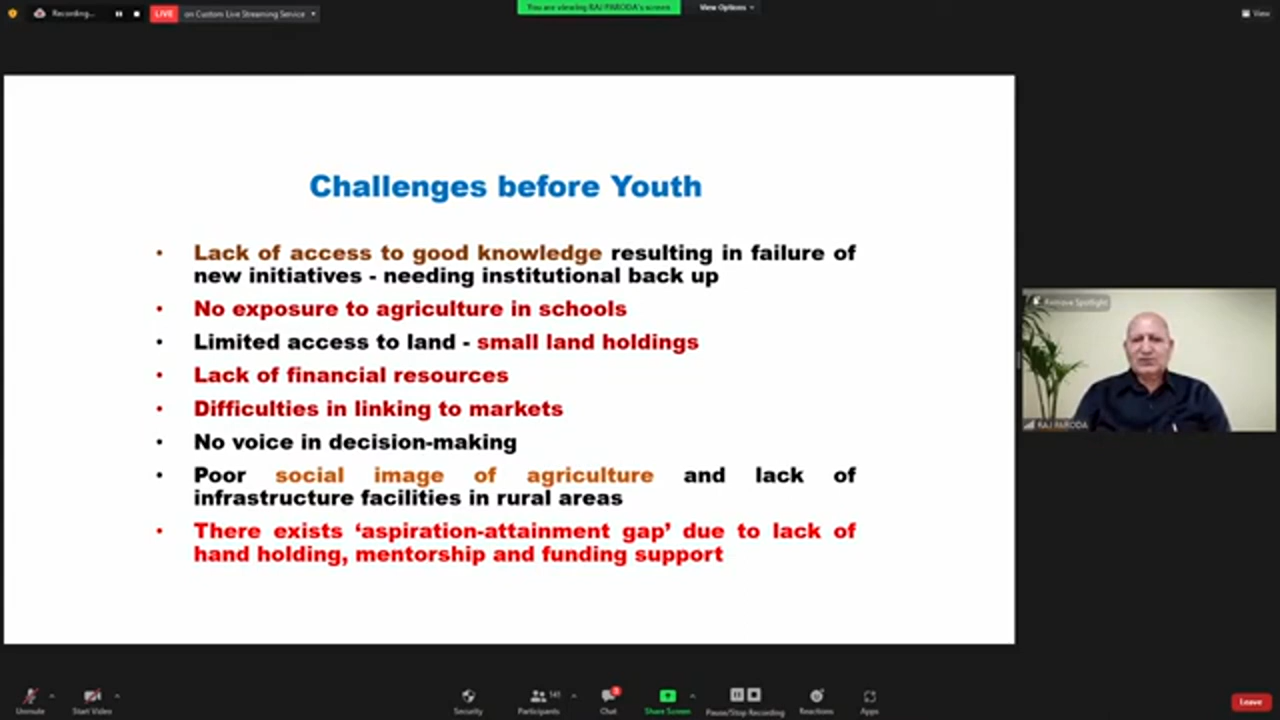 Recording...
LIVE
on Custom Live Streaming Service
You are viewing RAJ PARODA's screen
View Options
View
Challenges before Youth
• Lack of access to good knowledge resulting in failure of
new initiatives - needing institutional back up
• No exposure to agriculture in schools
• Limited access to land - small land holdings
• Lack of financial resources
• Difficulties in linking to markets
• No voice in decision-making
• Poor social image of agriculture and lack of
infrastructure facilities in rural areas
• There exists ‘aspiration-attainment gap’ due to lack of
hand holding, mentorship and funding support
Remove Spotlight
RAJ PARODA
Unmute
Start Video
Security
Participants
141
Chat
Share Screen
Pause/Stop Recording
Reactions
Apps
Leave